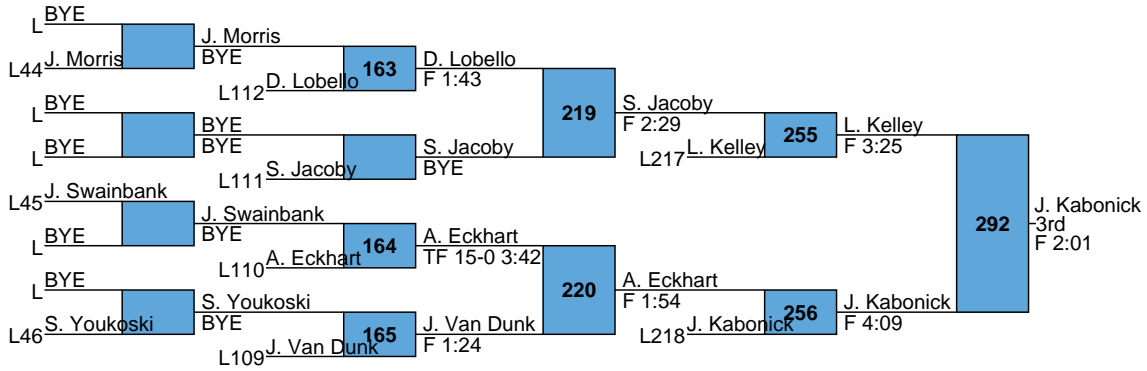 L BYE
L44 J. Morris
J. Morris
BYE
L112 D. Lobello
163
D. Lobello
F 1:43
L BYE
L BYE
BYE
BYE
L111 S. Jacoby
S. Jacoby
BYE
219
S. Jacoby
F 2:29
L217 L. Kelley
255
L. Kelley
F 3:25
L45 J. Swainbank
L BYE
J. Swainbank
BYE
L110 A. Eckhart
164
A. Eckhart
TF 15-0 3:42
L BYE
L46 S. Youkoski
S. Youkoski
BYE
L109 J. Van Dunk
165
J. Van Dunk
F 1:24
220
A. Eckhart
F 1:54
L218 J. Kabonick
256
J. Kabonick
F 4:09
292
J. Kabonick
3rd
F 2:01